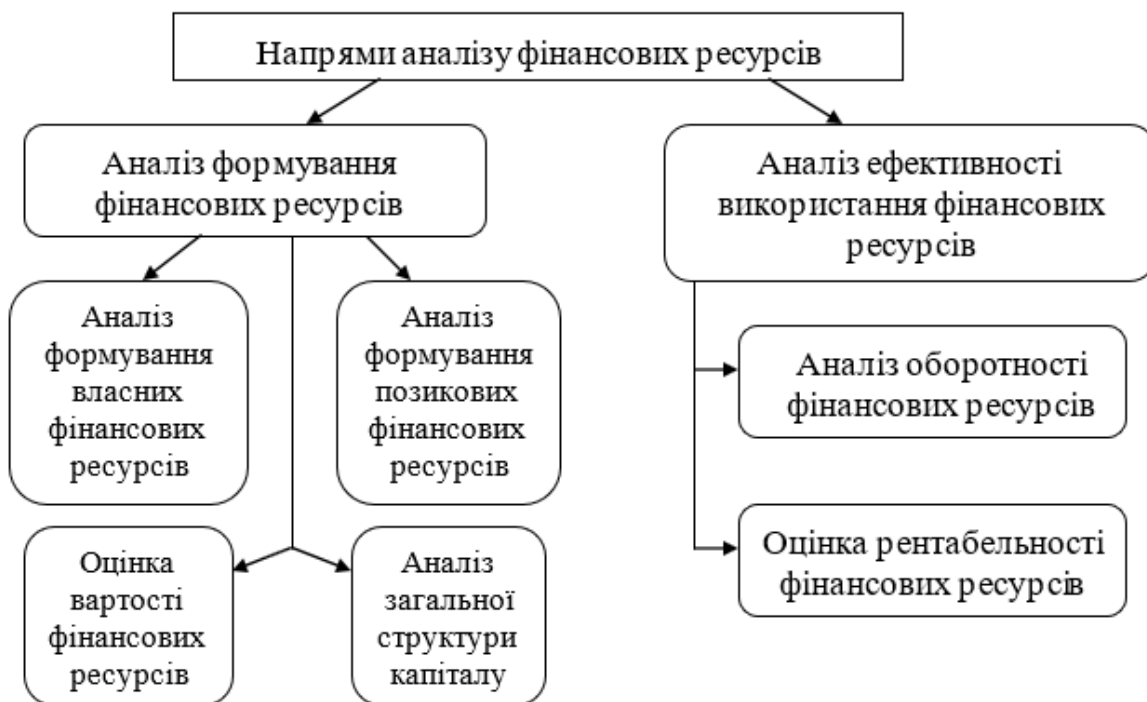 Напрями аналізу фінансових ресурсів
Аналіз формування
фінансових ресурсів
Аналіз ефективності
використання фінансових
ресурсів
Аналіз
формування
власних
фінансових
ресурсів
Аналіз
формування
позикових
фінансових
ресурсів
Аналіз оборотності
фінансових ресурсів
Оцінка
вартості
фінансових
ресурсів
Аналіз
загальної
структури
капіталу
Оцінка рентабельності
фінансових ресурсів